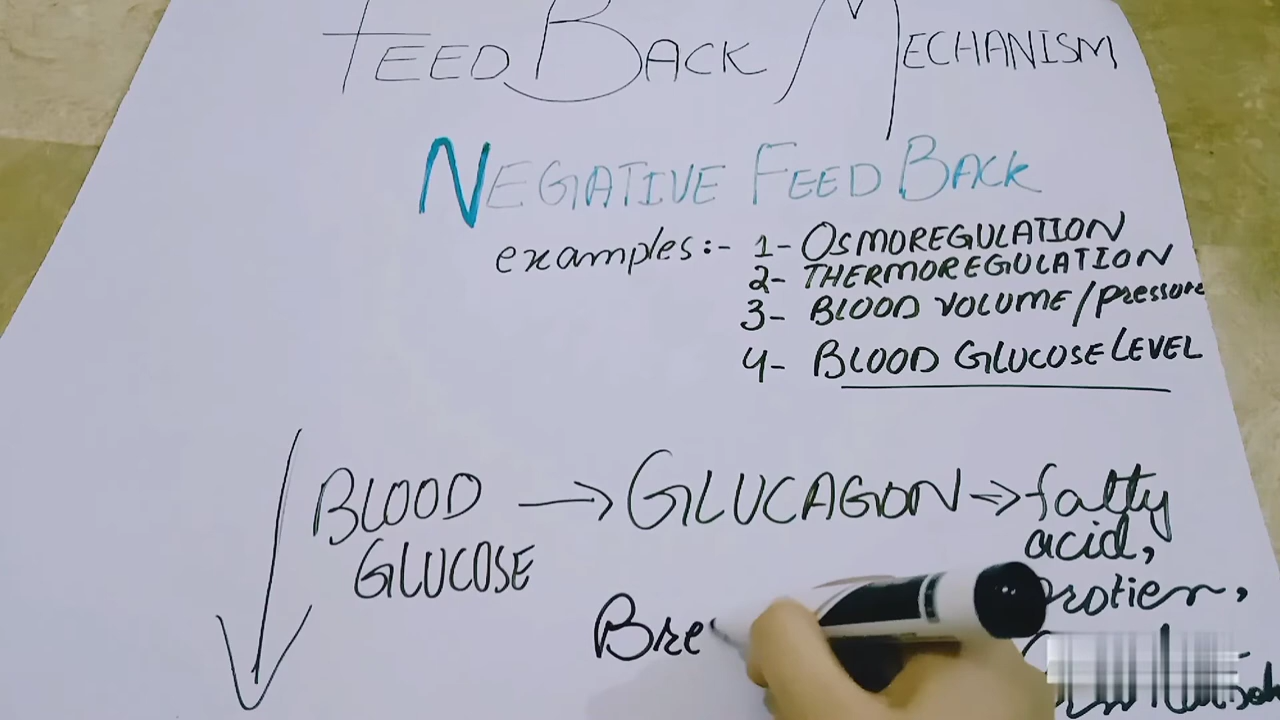 FEED BACK MECHANISM
NEGATIVE FEED BACK
examples:- 1- OSMOREGULATION
2- THERMOREGULATION
3- BLOOD VOLUME/pressure
4- BLOOD GLUCOSE LEVEL
BLOOD → GLUCAGON ⇒ fatty
GLUCOSE acid,
protien,
Bre